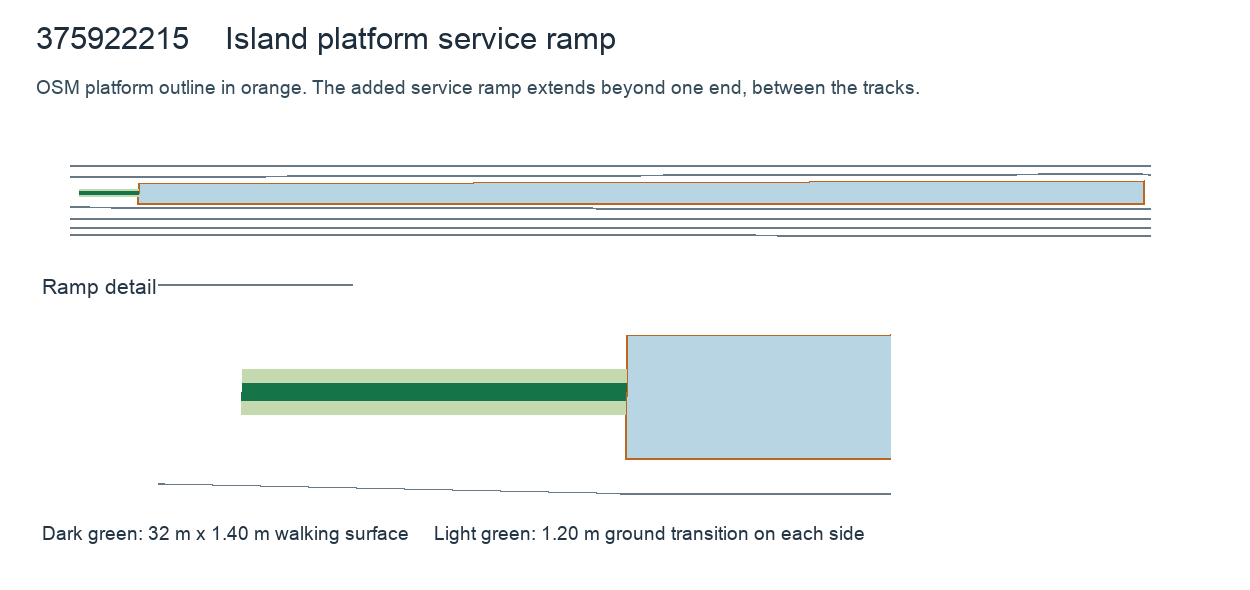 375922215 Island platform service ramp
OSM platform outline in orange. The added service ramp extends beyond one end, between the tracks.
Ramp detail
Dark green: 32 m x 1.40 m walking surface Light green: 1.20 m ground transition on each side